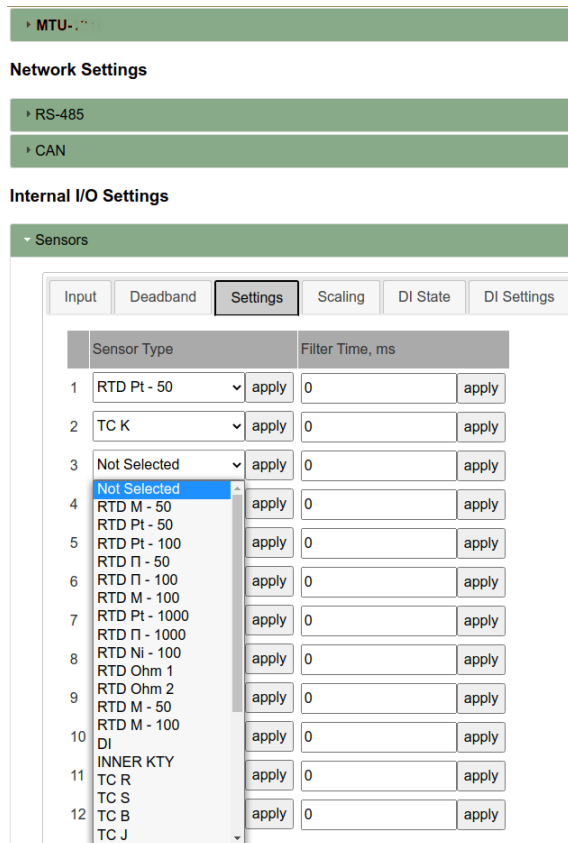 MTU-
Network Settings
RS-485
CAN
Internal I/O Settings
Sensors
Input Deadband Settings Scaling DI State DI Settings
Sensor Type Filter Time, ms
1 RTD Pt - 50 apply 0 apply
2 TC K apply 0 apply
3 Not Selected apply 0 apply
Not Selected
4 RTD M - 50 apply 0 apply
RTD Pt - 50
5 RTD Pt - 100 apply 0 apply
RTD П - 50
6 RTD П - 100 apply 0 apply
RTD M - 100
7 RTD Pt - 1000 apply 0 apply
RTD П - 1000
8 RTD Ni - 100 apply 0 apply
RTD Ohm 1
RTD Ohm 2
9 RTD M - 50 apply 0 apply
RTD M - 100
10 DI apply 0 apply
INNER KTY
11 TC R apply 0 apply
TC S
12 TC B apply 0 apply
TC J